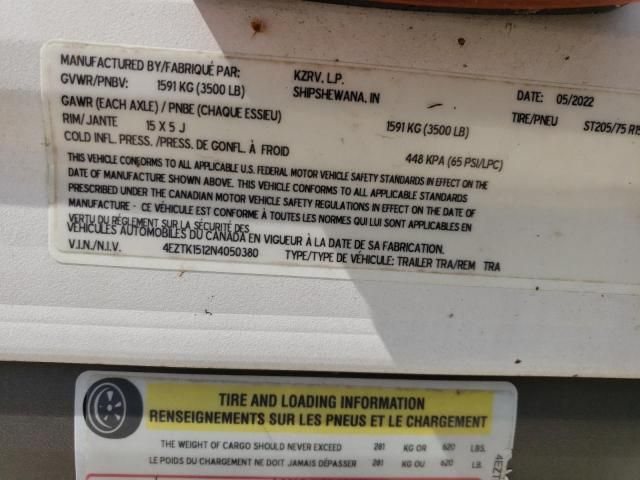 MANUFACTURED BY/FABRIQUÉ PAR: KZRV, L.P. DATE: 05/2022
GVWR/PNBV: 1591 KG (3500 LB) SHIPSHEWANA, IN
GAWR (EACH AXLE) / PNBE (CHAQUE ESSIEU) 1591 KG (3500 LB) TIRE/PNEU ST205/75 R15
RIM/JANTE 15 X 5 J
COLD INFL. PRESS. /PRESS. DE GONFL. À FROID 448 KPA (65 PSI/LPC)
THIS VEHICLE CONFORMS TO ALL APPLICABLE U.S. FEDERAL MOTOR VEHICLE SAFETY STANDARDS IN EFFECT ON THE
DATE OF MANUFACTURE SHOWN ABOVE. THIS VEHICLE CONFORMS TO ALL APPLICABLE STANDARDS
PRESCRIBED UNDER THE CANADIAN MOTOR VEHICLE SAFETY REGULATIONS IN EFFECT ON THE DATE OF
MANUFACTURE - CE VÉHICULE EST CONFORME À TOUTES LES NORMES QUI LUI SONT APPLICABLES EN
VERTU DU RÉGLEMENT SUR LA SÉCURITÉ DES
VÉHICULES AUTOMOBILES DU CANADA EN VIGUEUR À LA DATE DE SA FABRICATION.
V.I.N./N.I.V. 4EZTK1512N4050380 TYPE/TYPE DE VÉHICULE: TRAILER TRA/REM TRA
TIRE AND LOADING INFORMATION
RENSEIGNEMENTS SUR LES PNEUS ET LE CHARGEMENT
THE WEIGHT OF CARGO SHOULD NEVER EXCEED 281 KG OR 620 LBS.
LE POIDS DU CHARGEMENT NE DOIT JAMAIS DÉPASSER 281 KG OU 620 LB.
4EZT